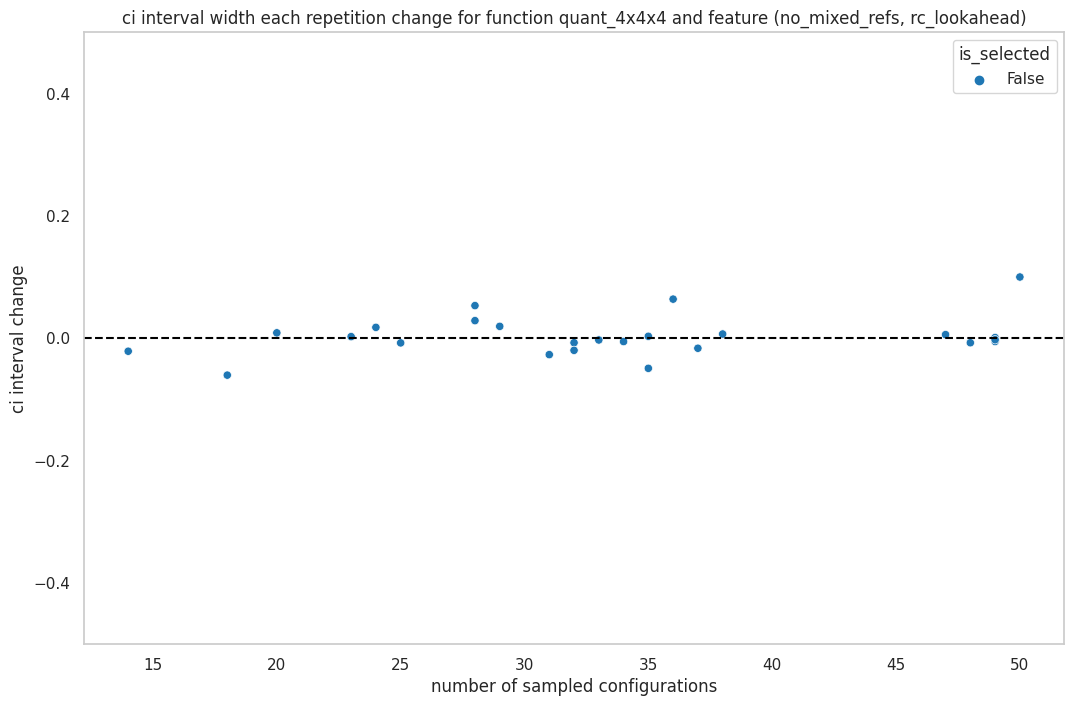 ci interval width each repetition change for function quant_4x4x4 and feature (no_mixed_refs, rc_lookahead)
is_selected
False
0.4
0.2
0.0
−0.2
−0.4
ci interval change
15 20 25 30 35 40 45 50
number of sampled configurations